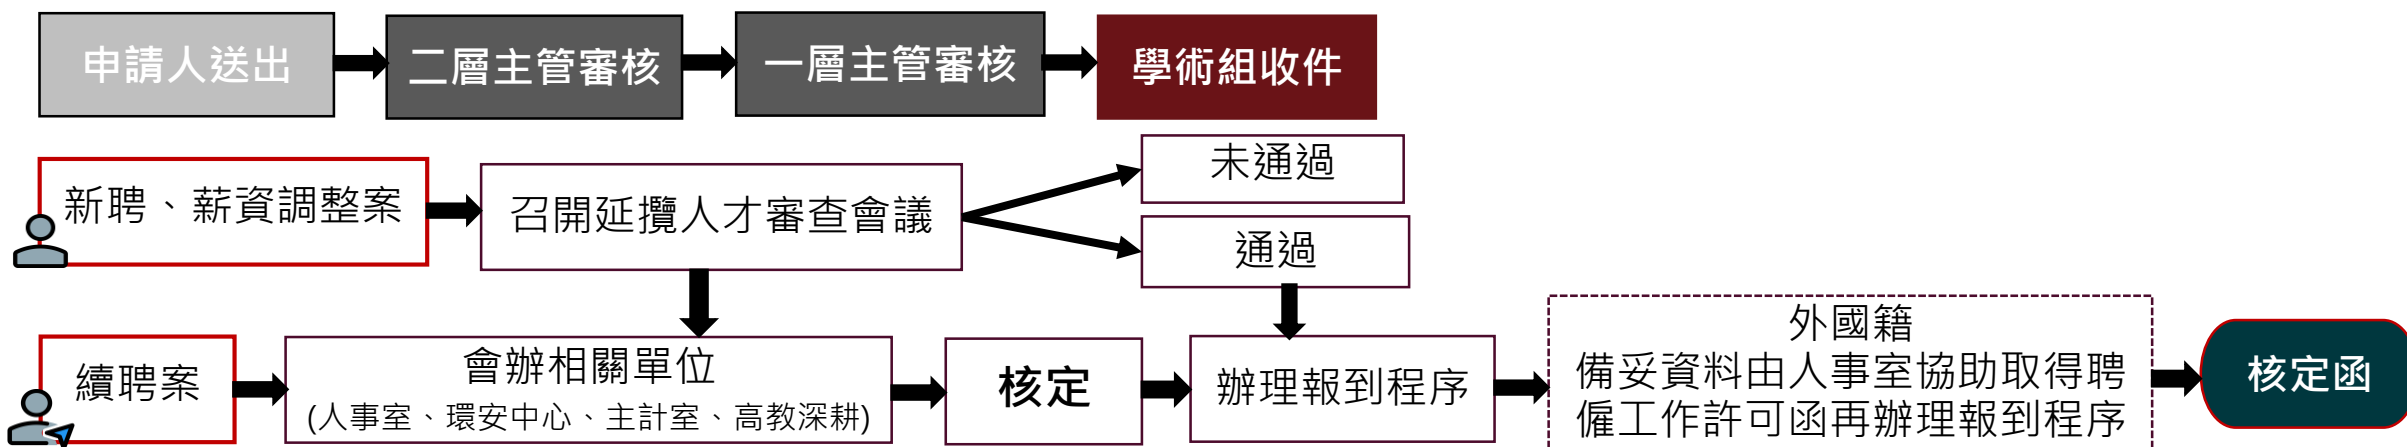 申請人送出
二層主管審核
一層主管審核
學術組收件
新聘、薪資調整案
召開延攬人才審查會議
未通過
通過
續聘案
會辦相關單位
(人事室、環安中心、主計室、高教深耕)
核定
辦理報到程序
外國籍
備妥資料由人事室協助取得聘
僱工作許可函再辦理報到程序
核定函